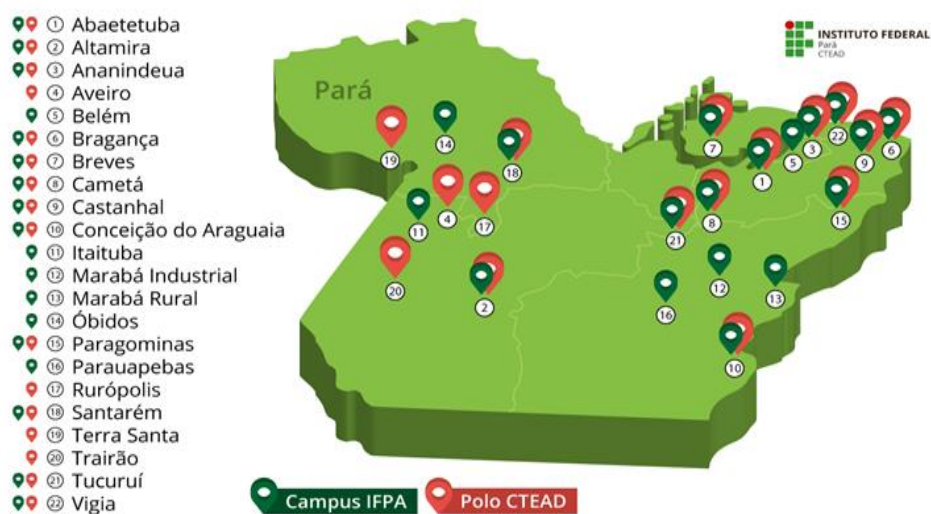 1 Abaetetuba
2 Altamira
3 Ananindeua
4 Aveiro
5 Belém
6 Bragança
7 Breves
8 Cametá
9 Castanhal
10 Conceição do Araguaia
11 Itaituba
12 Marabá Industrial
13 Marabá Rural
14 Óbidos
15 Paragominas
16 Parauapebas
17 Rurópolis
18 Santarém
19 Terra Santa
20 Trairão
21 Tucuruí
22 Vigia
Pará
INSTITUTO FEDERAL
Pará
CTEAD
19
14
18
11
4
17
20
2
7
1
5
3
22
9
6
15
21
8
12
16
13
10
Campus IFPA
Polo CTEAD